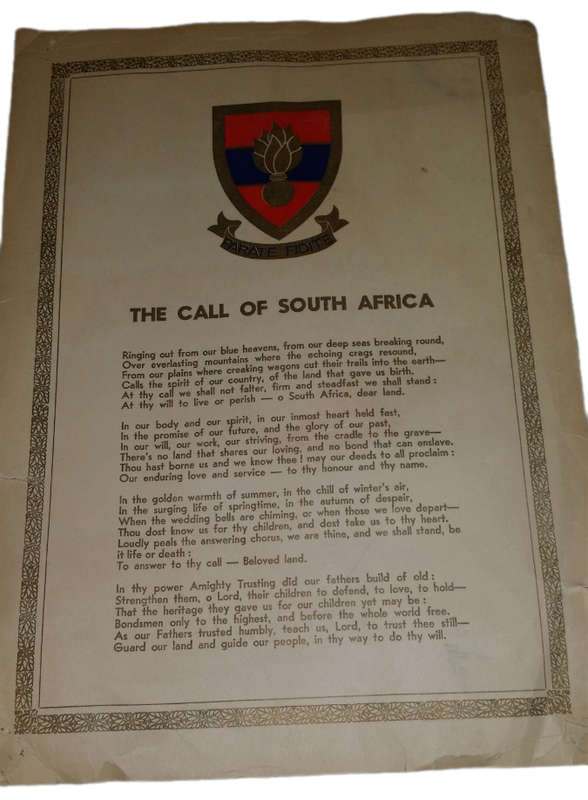 PARATE FIDITE
THE CALL OF SOUTH AFRICA
Ringing out from our blue heavens, from our deep seas breaking round,
Over everlasting mountains where the echoing crags resound,
From our plains where creaking wagons cut their trails into the earth—
Calls the spirit of our country, of the land that gave us birth.
At thy call we shall not falter, firm and steadfast we shall stand :
At thy will to live or perish — o South Africa, dear land.
In our body and our spirit, in our inmost heart held fast,
In the promise of our future, and the glory of our past,
In our will, our work, our striving, from the cradle to the grave—
There's no land that shares our loving, and no bond that can enslave.
Thou hast borne us and we know thee ! may our deeds to all proclaim :
Our enduring love and service — to thy honour and thy name.
In the golden warmth of summer, in the chill of winter's air,
In the surging life of springtime, in the autumn of despair,
When the wedding bells are chiming, or when those we love depart—
Thou dost know us for thy children, and dost take us to thy heart.
Loudly peals the answering chorus, we are thine, and we shall stand, be
it life or death :
To answer to thy call — Beloved land.
In thy power Amighty Trusting did our fathers build of old :
Strengthen them, o Lord, their children to defend, to love, to hold—
That the heritage they gave us for our children yet may be :
Bondsmen only to the highest, and before the whole world free.
As our Fathers trusted humbly, teach us, Lord, to trust thee still—
Guard our land and guide our people, in thy way to do thy will.